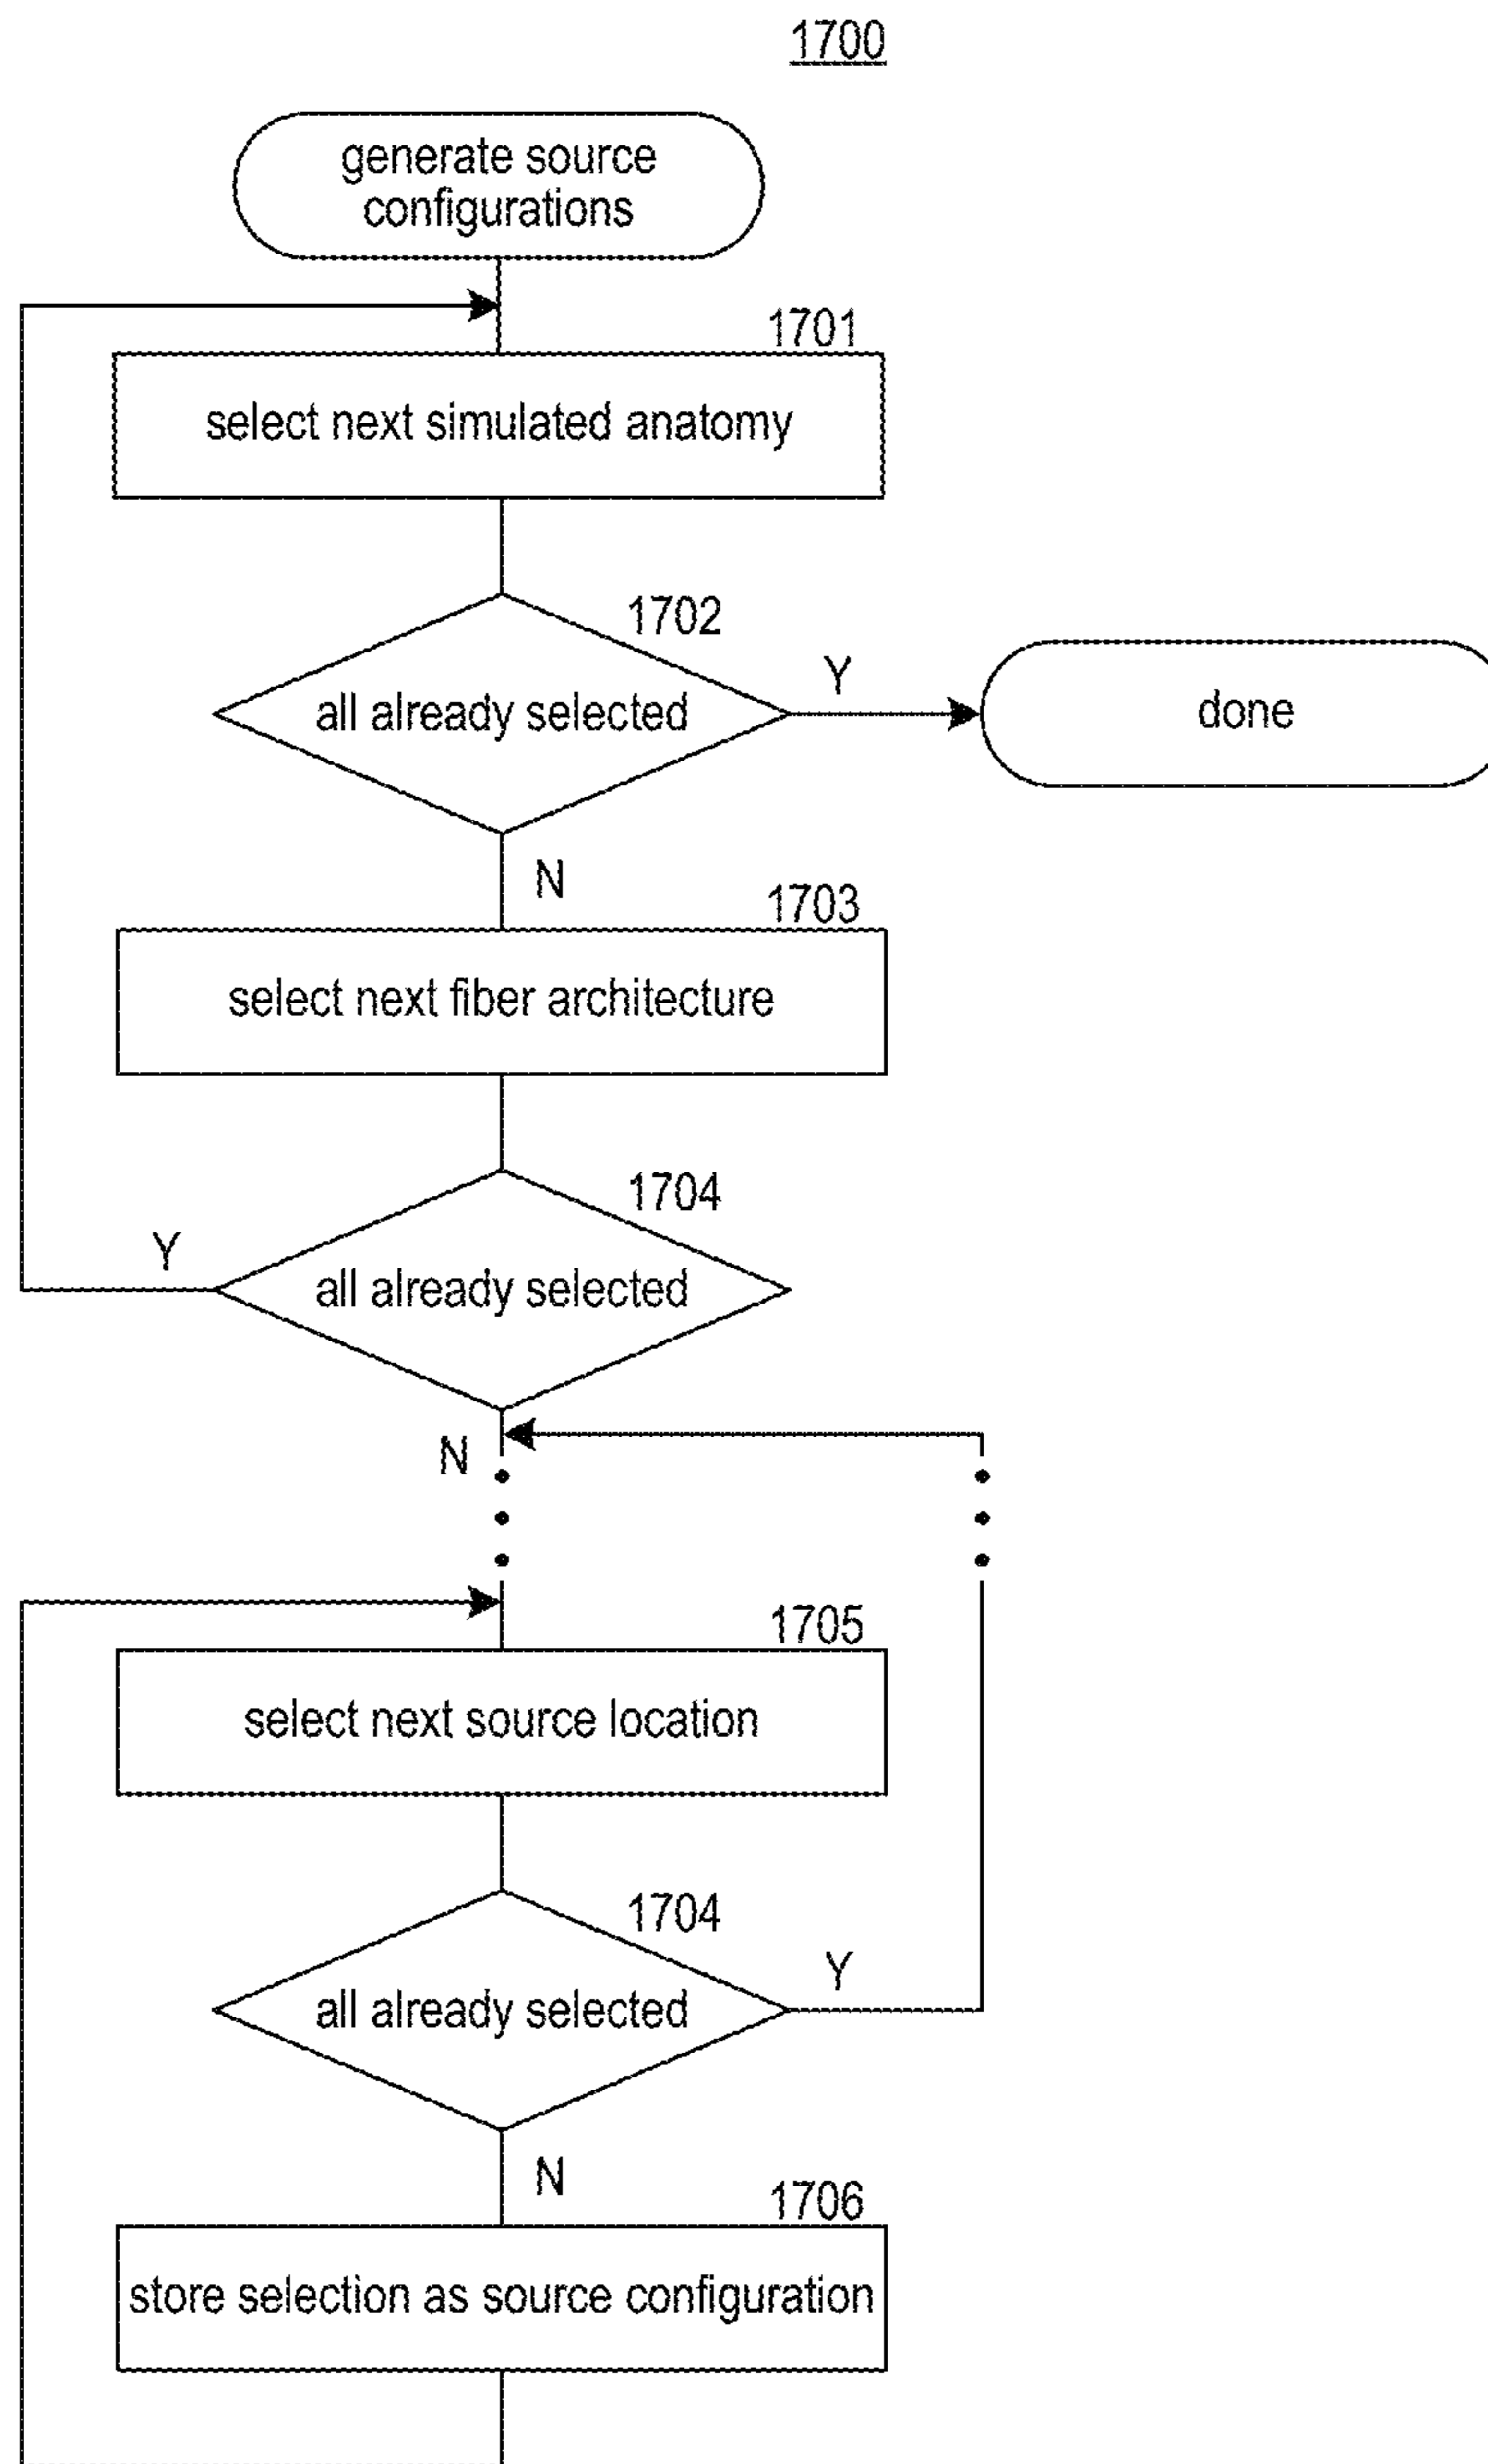 1700
generate source
configurations
1701
select next simulated anatomy
1702
all already selected
Y
done
N
1703
select next fiber architecture
1704
Y
all already selected
N
1705
select next source location
1704
all already selected
Y
N
1706
store selection as source configuration